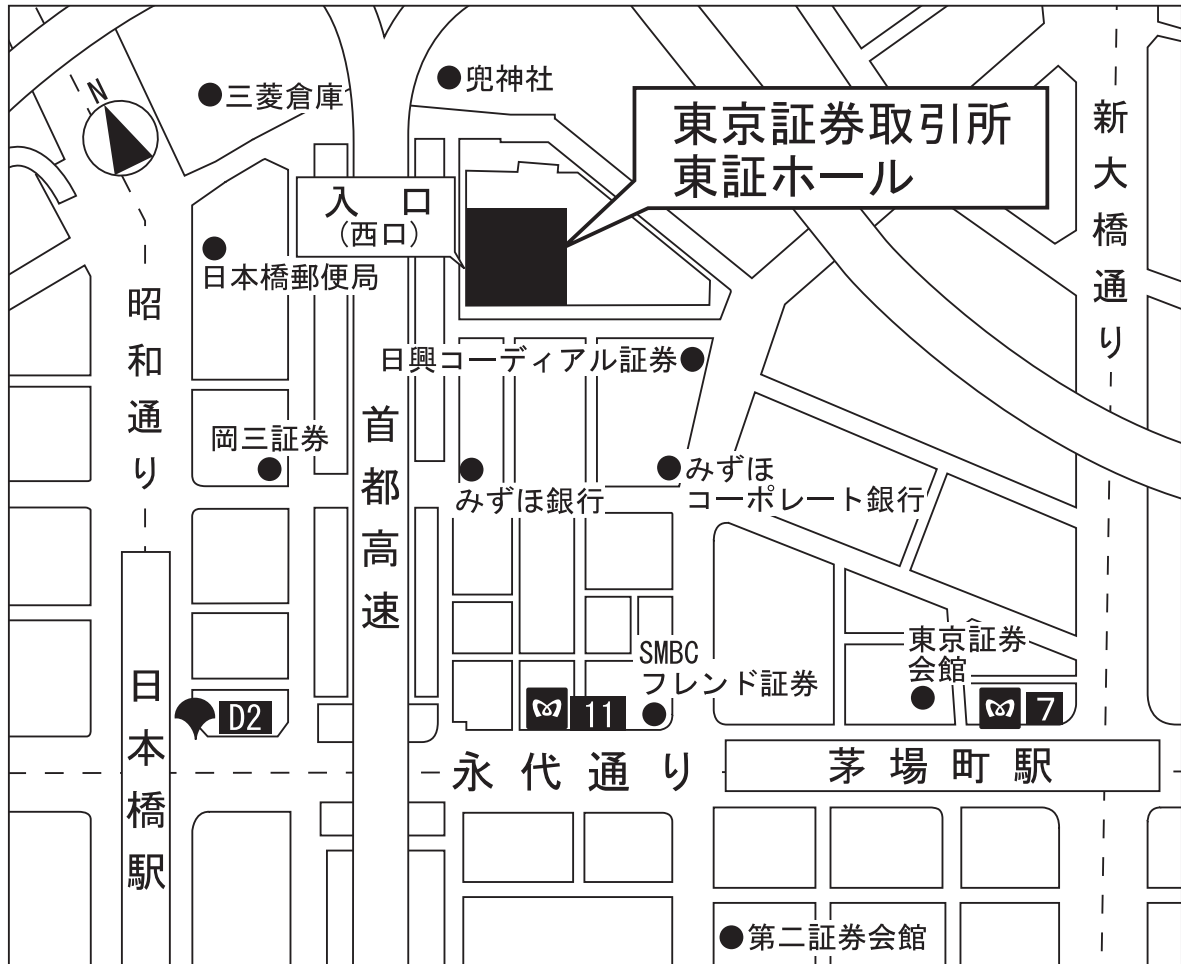 N
三菱倉庫
兜神社
東京証券取引所
東証ホール
新大橋通り
入口
(西口)
日本橋郵便局
昭和通り
日興コーディアル証券
首都高速
岡三証券
みずほ銀行
みずほ
コーポレート銀行
東京証券
会館
SMBC
フレンド証券
日本橋駅
D2
11
7
永代通り
茅場町駅
第二証券会館